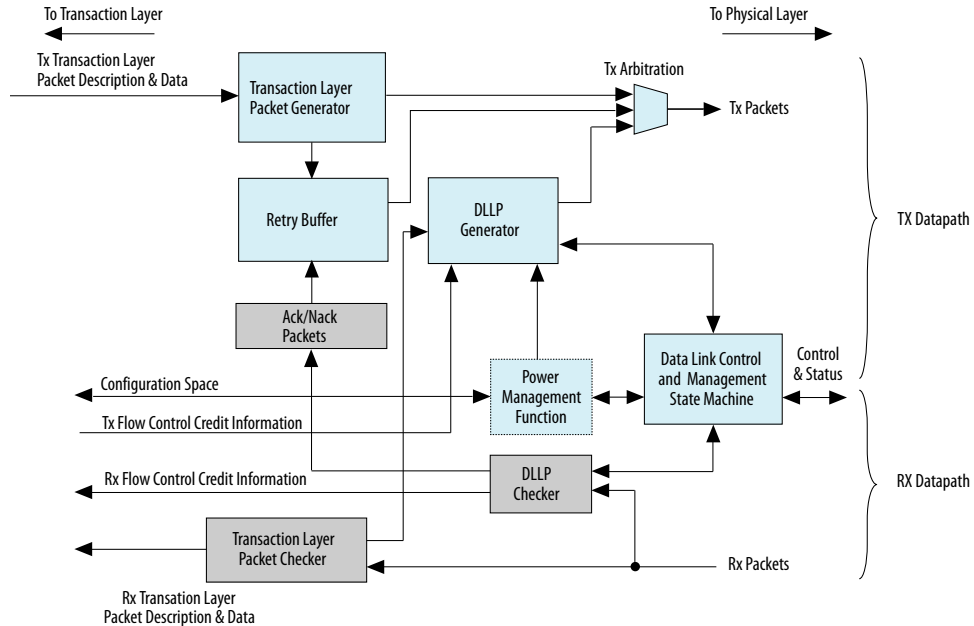 To Transaction Layer
To Physical Layer
Tx Transaction Layer
Packet Description & Data
Transaction Layer
Packet Generator
Tx Arbitration
Tx Packets
Retry Buffer
DLLP
Generator
TX Datapath
Ack/Nack
Packets
Configuration Space
Power
Management
Function
Data Link Control
and Management
State Machine
Control
& Status
Tx Flow Control Credit Information
Rx Flow Control Credit Information
DLLP
Checker
RX Datapath
Transaction Layer
Packet Checker
Rx Packets
Rx Transation Layer
Packet Description & Data